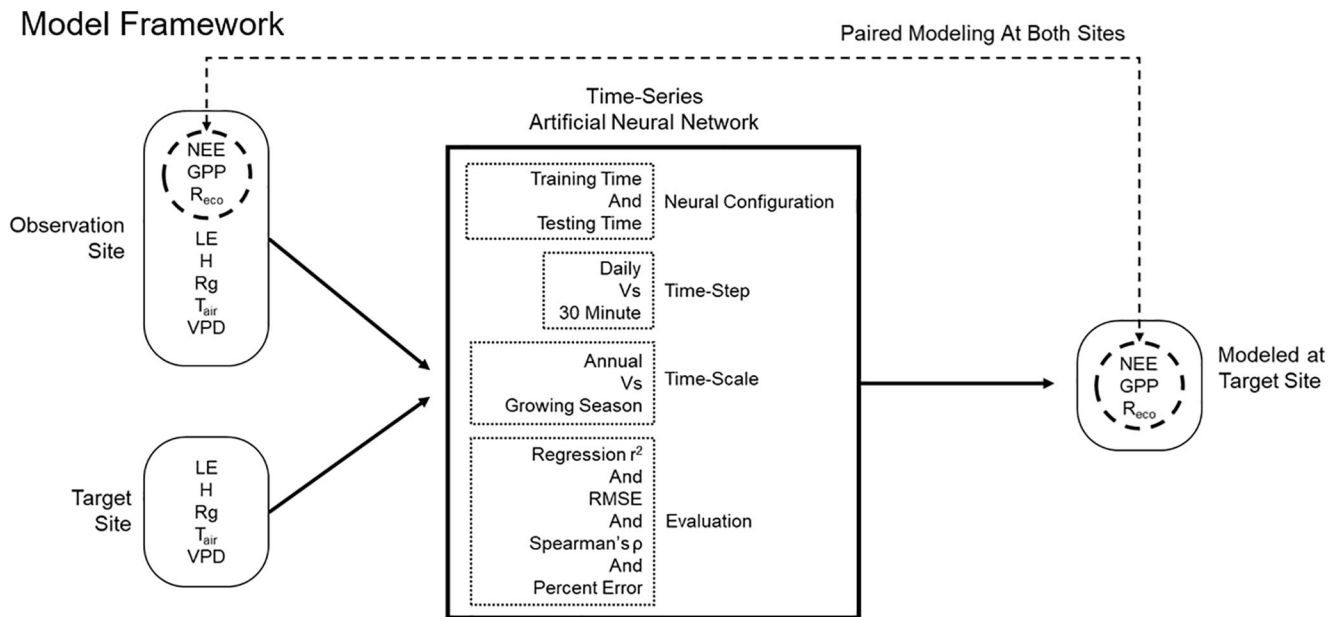 Model Framework
Paired Modeling At Both Sites
Time-Series
Artificial Neural Network
Observation
Site
NEE
GPP
Reco
LE
H
Rg
Tair
VPD
Target
Site
LE
H
Rg
Tair
VPD
Training Time
And
Testing Time
Neural Configuration
Daily
Vs
30 Minute
Time-Step
Annual
Vs
Growing Season
Time-Scale
Regression r²
And
RMSE
And
Spearman's ρ
And
Percent Error
Evaluation
NEE
GPP
Reco
Modeled at
Target Site